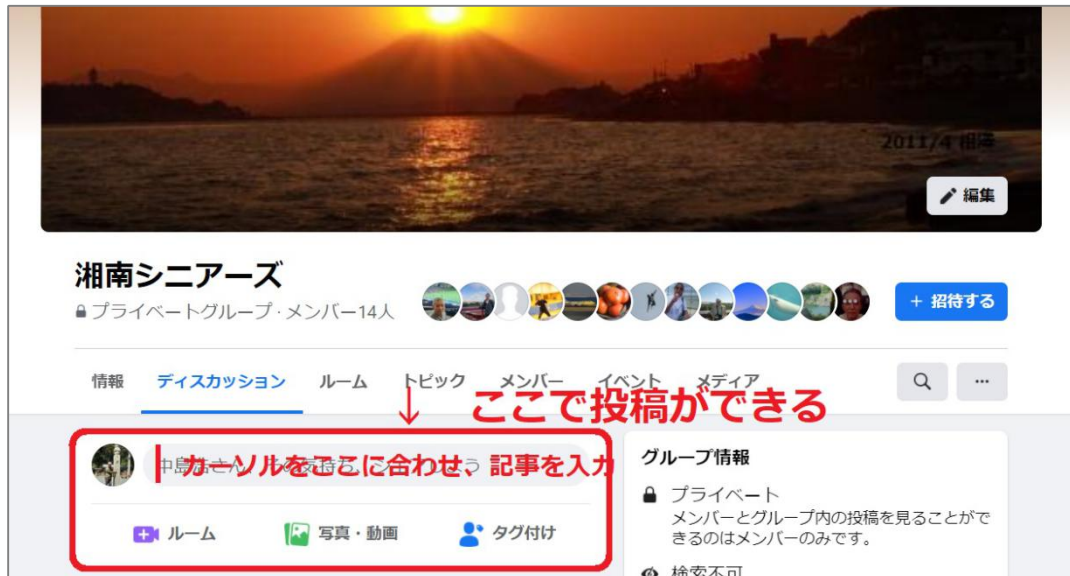 2011/4 相澤
編集
湘南シニアーズ
プライベートグループ・メンバー14人
+ 招待する
情報 ディスカッション ルーム トピック メンバー イベント メディア
↓ ここで投稿ができる
カーソルをここに合わせ、記事を入力
ルーム 写真・動画 タグ付け
グループ情報
プライベート
メンバーとグループ内の投稿を見ることがで
きるのはメンバーのみです。
検索不可